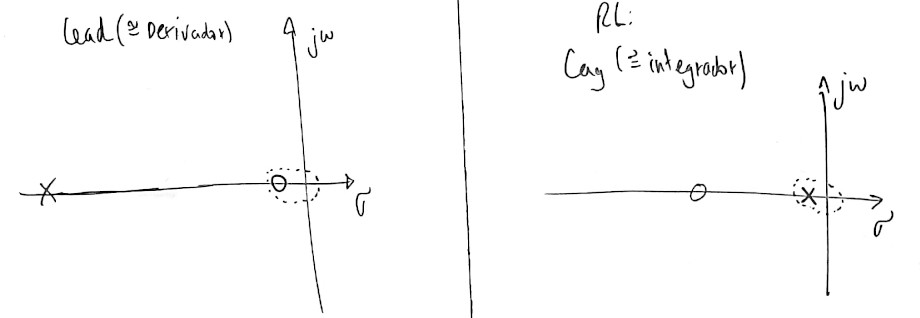 Lead (≅ Derivador)
jω
σ
RL:
Lag (≅ integrador)
jω
σ